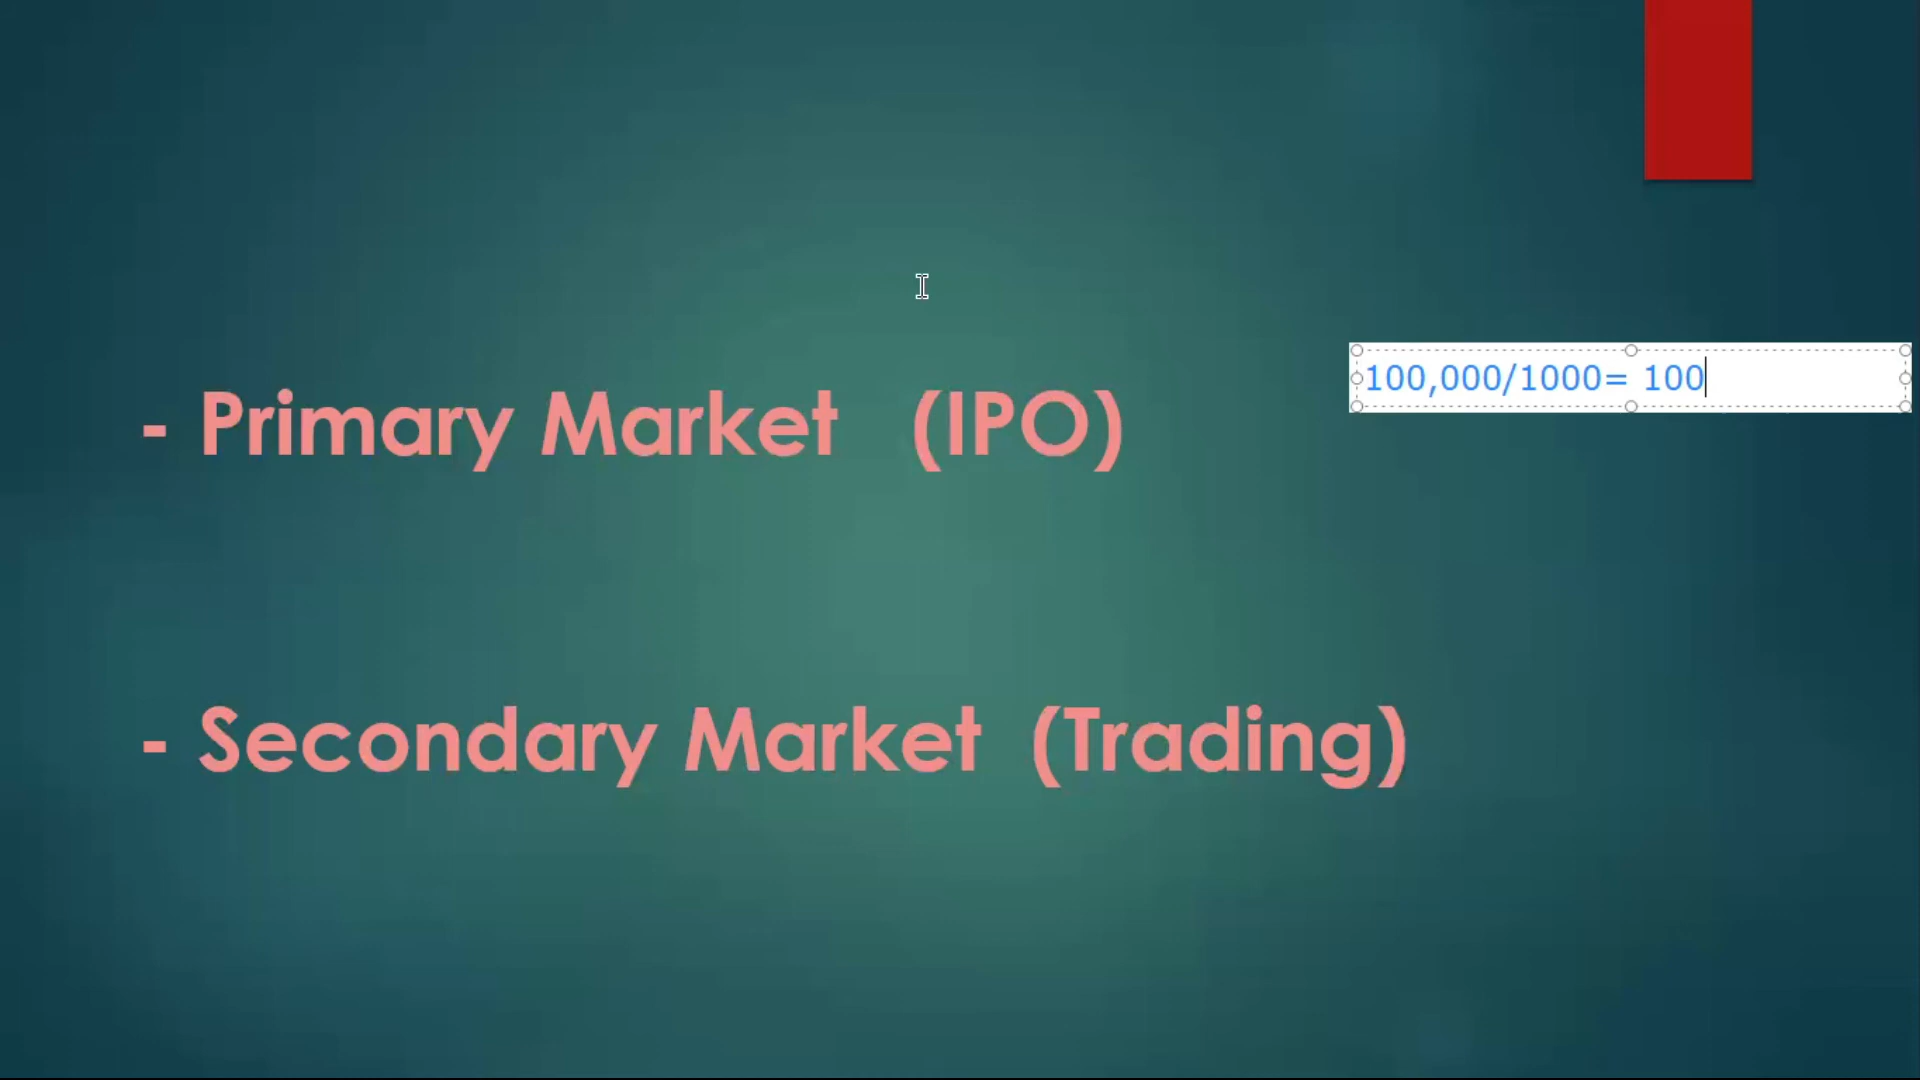 - Primary Market (IPO)
100,000/1000= 100
- Secondary Market (Trading)